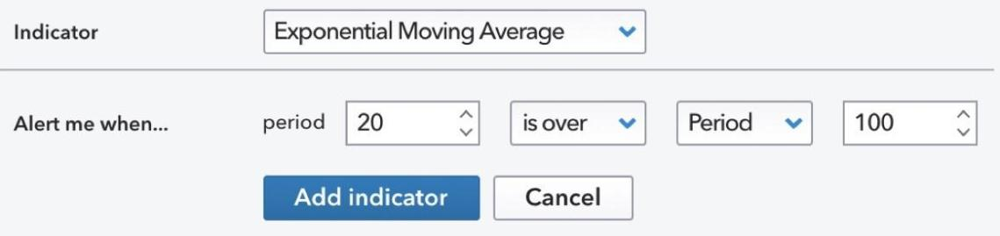 Indicator Exponential Moving Average
Alert me when... period 20 is over Period 100
Add indicator Cancel